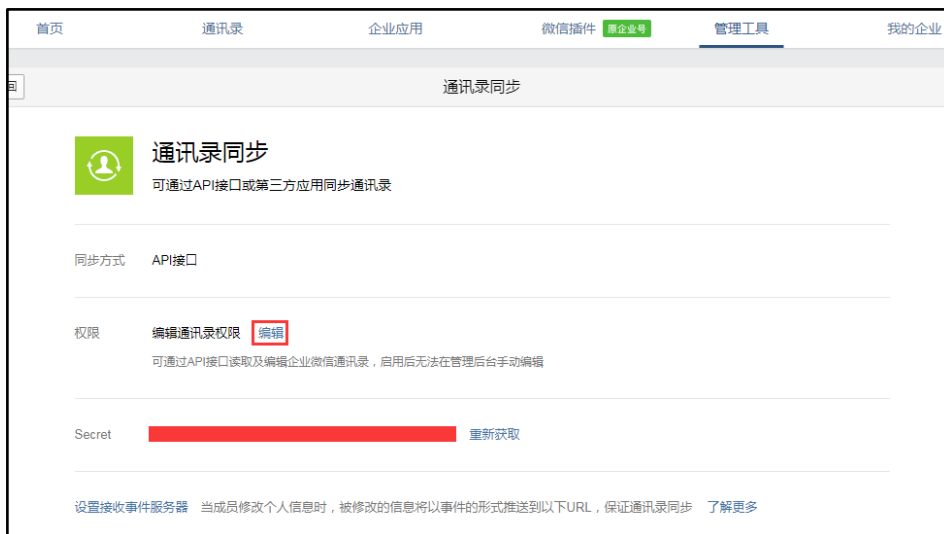 首页 通讯录 企业应用 微信插件 原企业号 管理工具 我的企业
回 通讯录同步
通讯录同步
可通过API接口或第三方应用同步通讯录
同步方式 API接口
权限 编辑通讯录权限 编辑
可通过API接口读取及编辑企业微信通讯录，启用后无法在管理后台手动编辑
Secret 重新获取
设置接收事件服务器 当成员修改个人信息时，被修改的信息将以事件的形式推送到以下URL，保证通讯录同步 了解更多